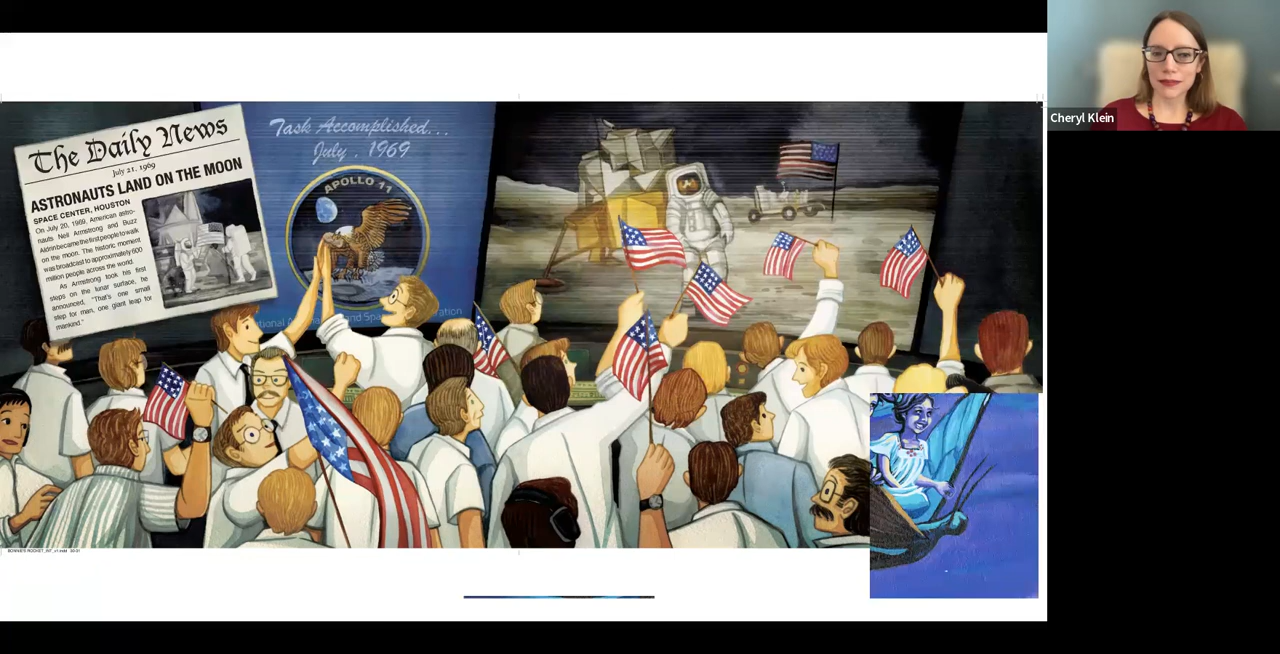 The Daily News
July 21, 1969
ASTRONAUTS LAND ON THE MOON
SPACE CENTER, HOUSTON
On July 20, 1969, American astro-
nauts Neil Armstrong and Buzz
Aldrin became the first people to walk
on the moon. The historic moment
was broadcast to approximately 600
million people across the world.
As Armstrong took his first
steps on the lunar surface, he
announced, "That's one small
step for man, one giant leap for
mankind."
Task Accomplished...
July . 1969
APOLLO 11
Cheryl Klein